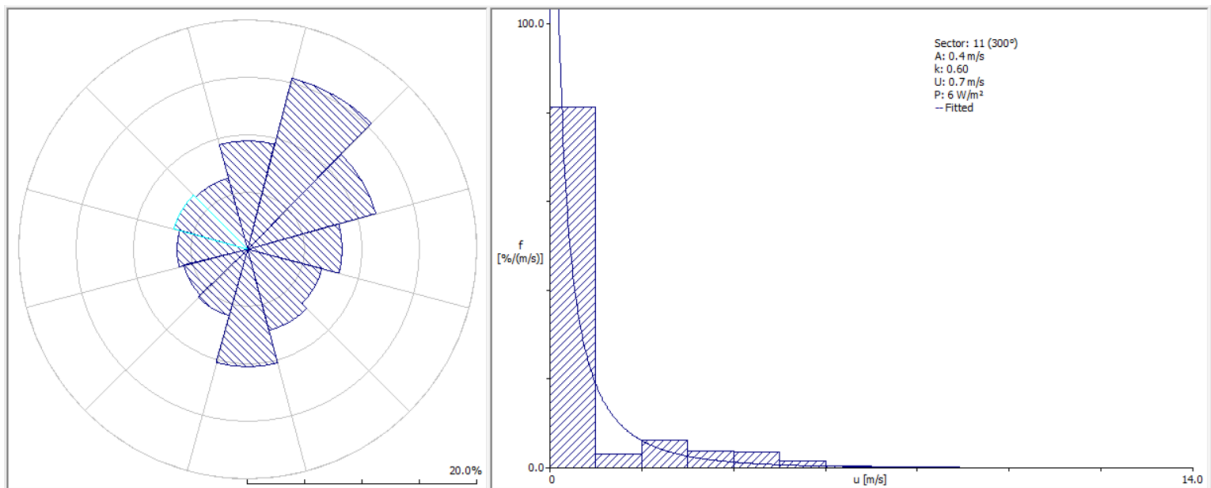 20.0%
100.0
Sector: 11 (300°)
A: 0.4 m/s
k: 0.60
U: 0.7 m/s
P: 6 W/m²
-- Fitted
f
[%/(m/s)]
0.0
0
u [m/s]
14.0